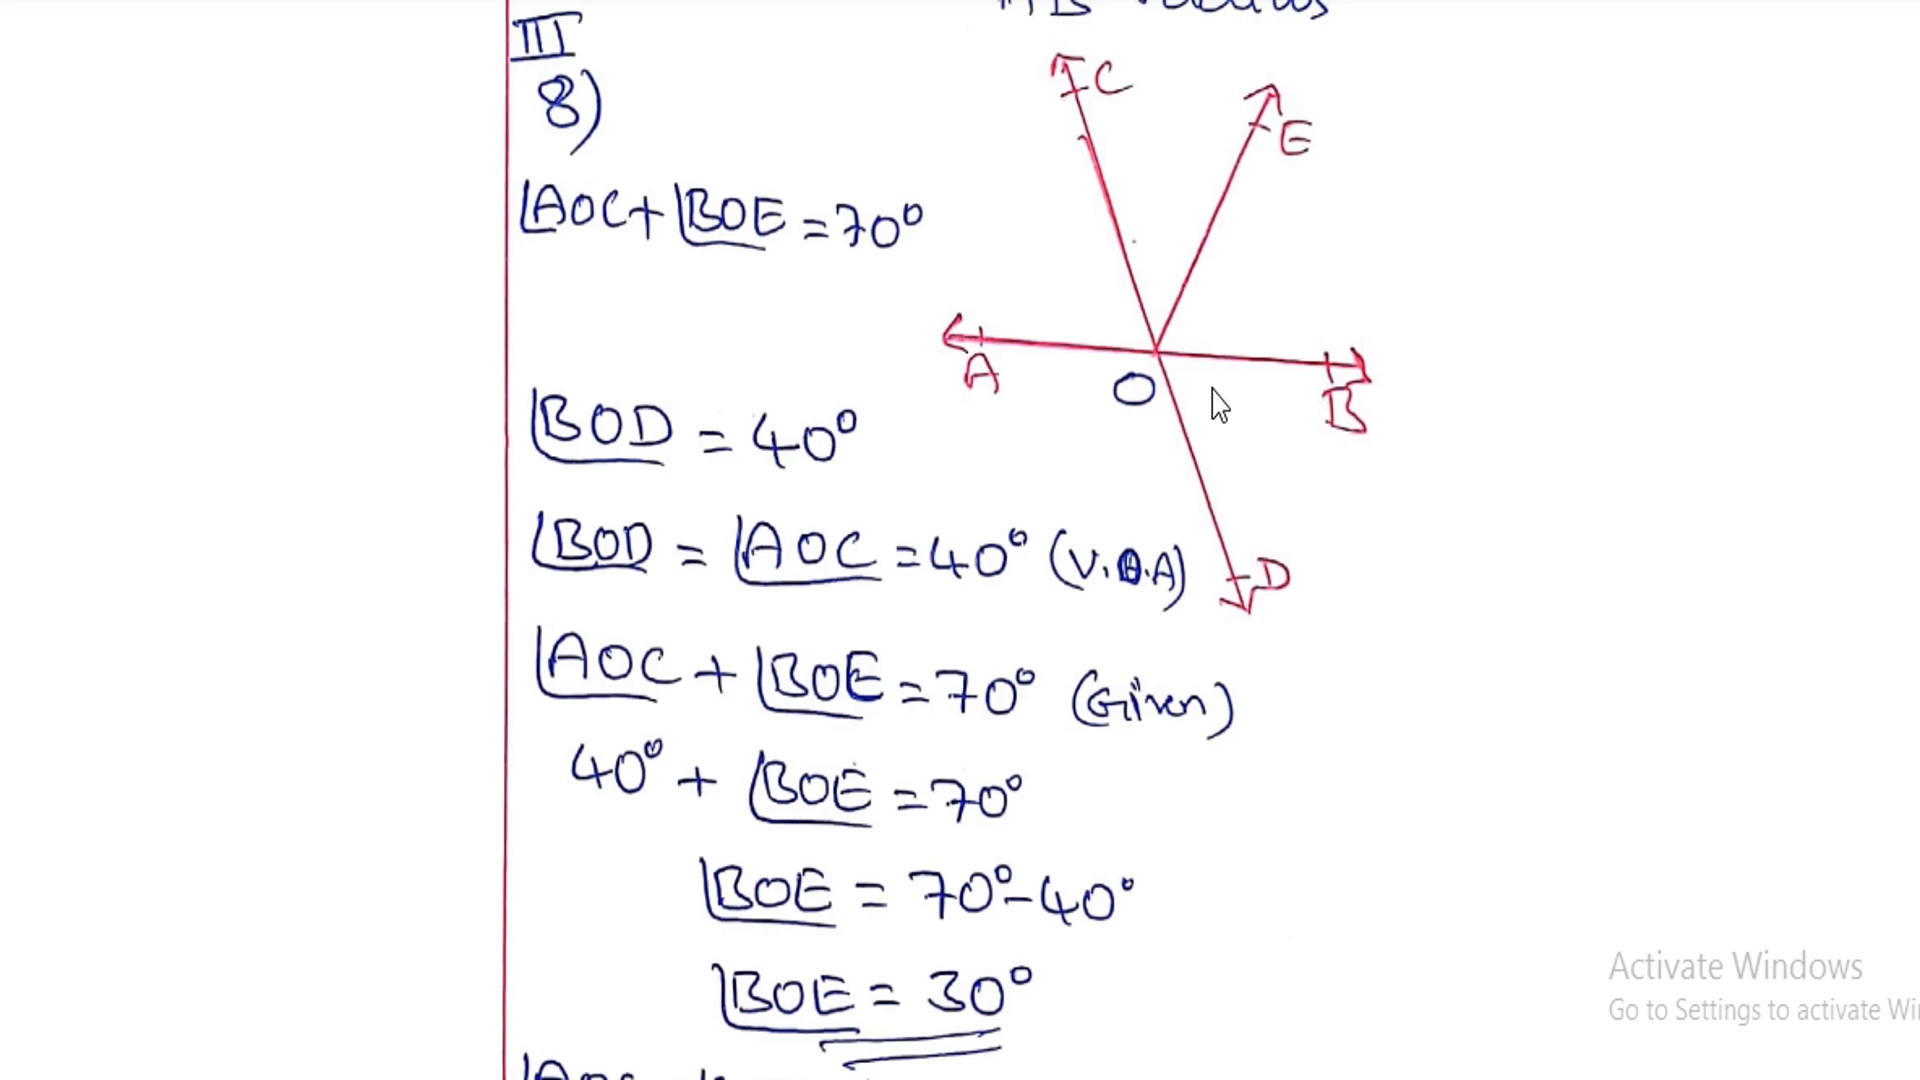 III
8)
C
E
∠AOC + ∠BOE = 70°
A
O
B
∠BOD = 40°
∠BOD = ∠AOC = 40° (V.O.A)
D
∠AOC + ∠BOE = 70° (Given)
40° + ∠BOE = 70°
∠BOE = 70° - 40°
∠BOE = 30°
Activate Windows
Go to Settings to activate Wi